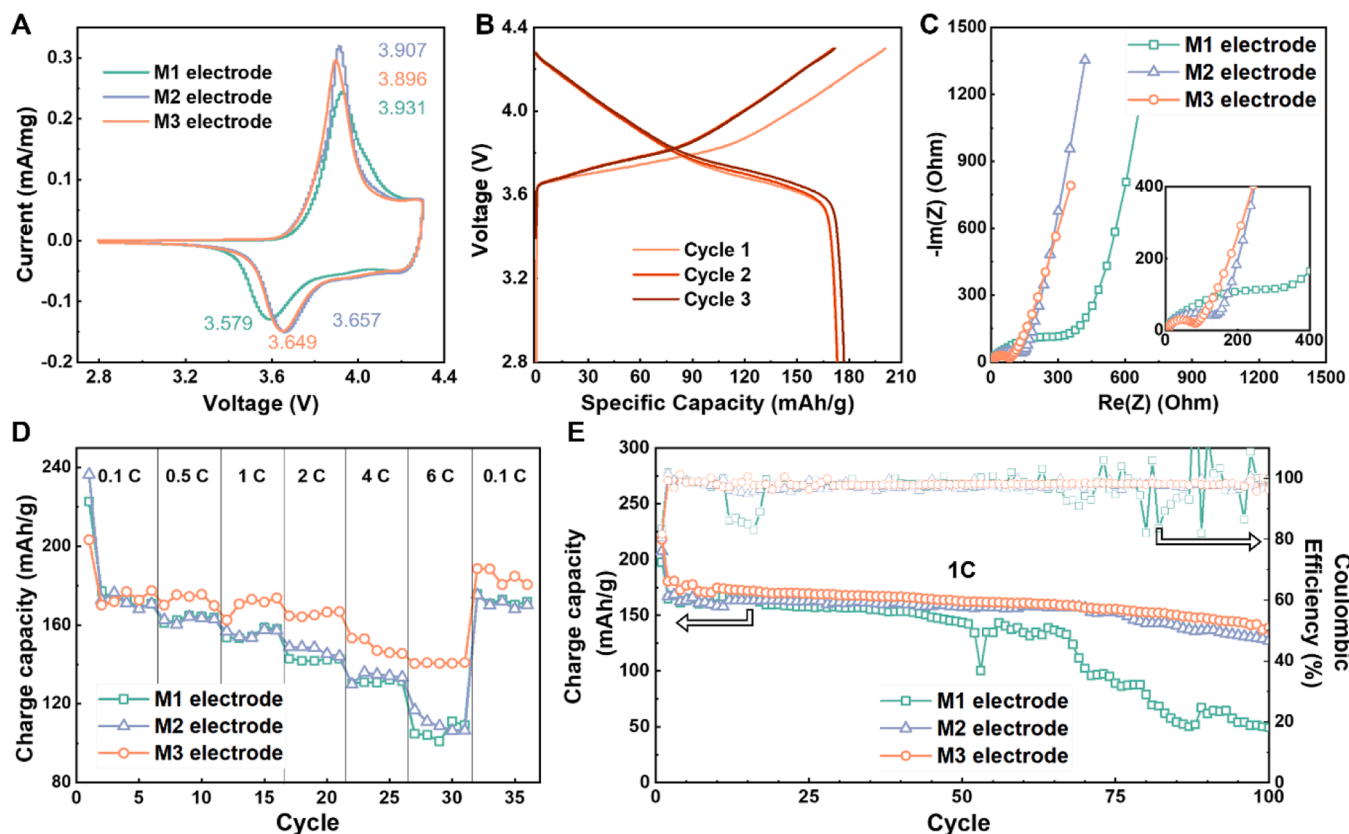 A
0.3
0.2
0.1
0.0
-0.1
-0.2
2.8
3.2
3.6
4.0
4.4
Current (mA/mg)
Voltage (V)
M1 electrode
M2 electrode
M3 electrode
3.907
3.896
3.931
3.579
3.649
3.657
B
4.4
4.0
3.6
3.2
2.8
0
30
60
90
120
150
180
210
Voltage (V)
Specific Capacity (mAh/g)
Cycle 1
Cycle 2
Cycle 3
C
1500
1200
900
600
300
0
0
300
600
900
1200
1500
-Im(Z) (Ohm)
Re(Z) (Ohm)
M1 electrode
M2 electrode
M3 electrode
400
200
0
0
200
400
D
240
200
160
120
80
0
5
10
15
20
25
30
35
Charge capacity (mAh/g)
Cycle
0.1 C
0.5 C
1 C
2 C
4 C
6 C
0.1 C
M1 electrode
M2 electrode
M3 electrode
E
300
250
200
150
100
50
0
0
25
50
75
100
100
80
60
40
20
0
Charge capacity
(mAh/g)
Cycle
Coulombic
Efficiency (%)
1C
M1 electrode
M2 electrode
M3 electrode